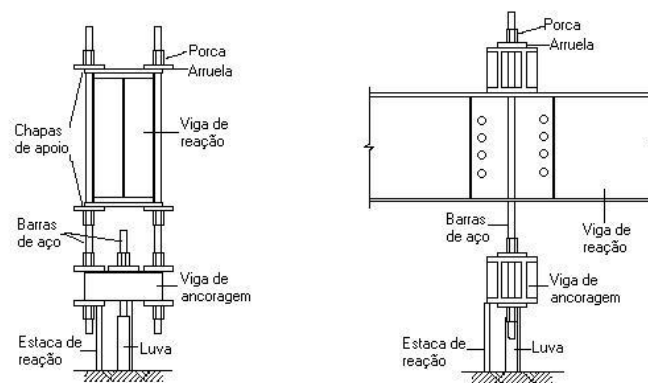 Porca
Arruela
Chapas
de apoio
Viga de
reação
Barras
de aço
Viga de
ancoragem
Estaca de
reação
Luva
Porca
Arruela
Barras
de aço
Viga de
reação
Viga de
ancoragem
Estaca de
reação
Luva